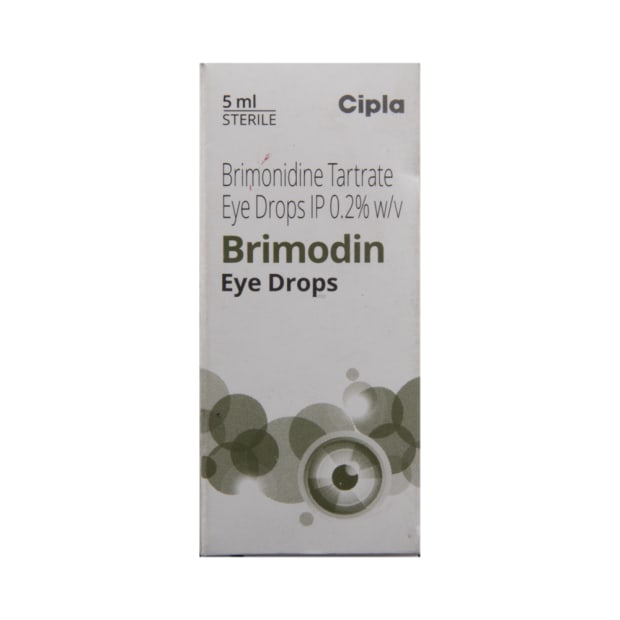 5 ml
STERILE
Cipla
Brimonidine Tartrate
Eye Drops IP 0.2% w/v
Brimodin
Eye Drops